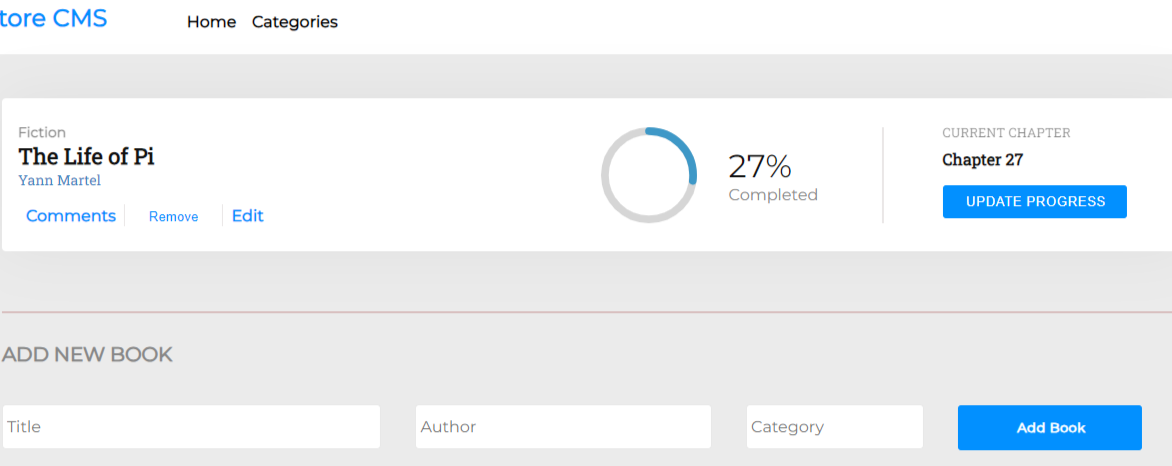 tore CMS Home Categories
Fiction
The Life of Pi
Yann Martel
Comments Remove Edit
27%
Completed
CURRENT CHAPTER
Chapter 27
UPDATE PROGRESS
ADD NEW BOOK
Title Author Category Add Book